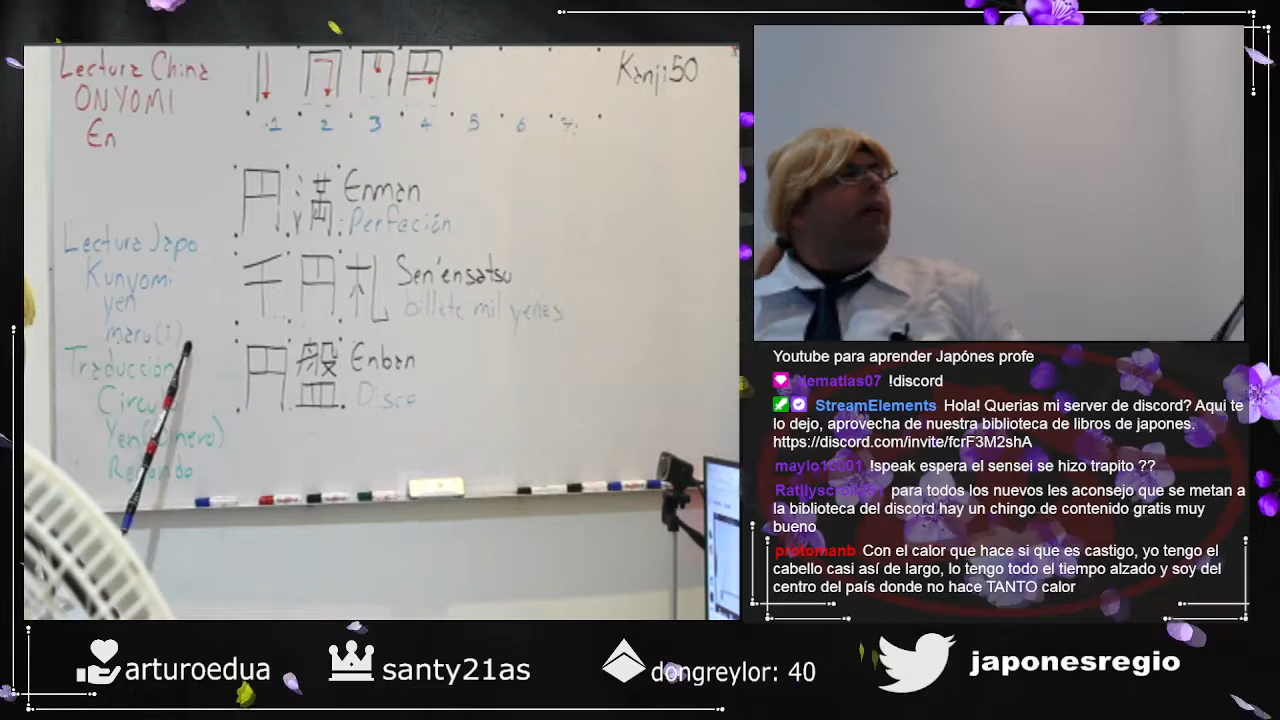 Lectura China
ONYOMI
En
Kanji:50
1 2 3 4 5 6 7
円満 Enman
Perfeción
千円札 Sen'ensatsu
billete mil yenes
円盤 Enban
Disco
Lectura Japo
Kunyomi
yen
maru(i)
Traducción
Youtube para aprender Japónes profe
!discord
StreamElements Hola! Querias mi server de discord? Aqui te
lo dejo, aprovecha de nuestra biblioteca de libros de japones.
https://discord.com/invite/fcrF3M2shA
maylo10001 !speak espera el sensei se hizo trapito ??
para todos los nuevos les aconsejo que se metan a
la biblioteca del discord hay un chingo de contenido gratis muy
bueno
protomanb Con el calor que hace si que es castigo, yo tengo el
cabello casi así de largo, lo tengo todo el tiempo alzado y soy del
centro del país donde no hace TANTO calor
arturoedua
santy21as
dongreylor: 40
japonesregio